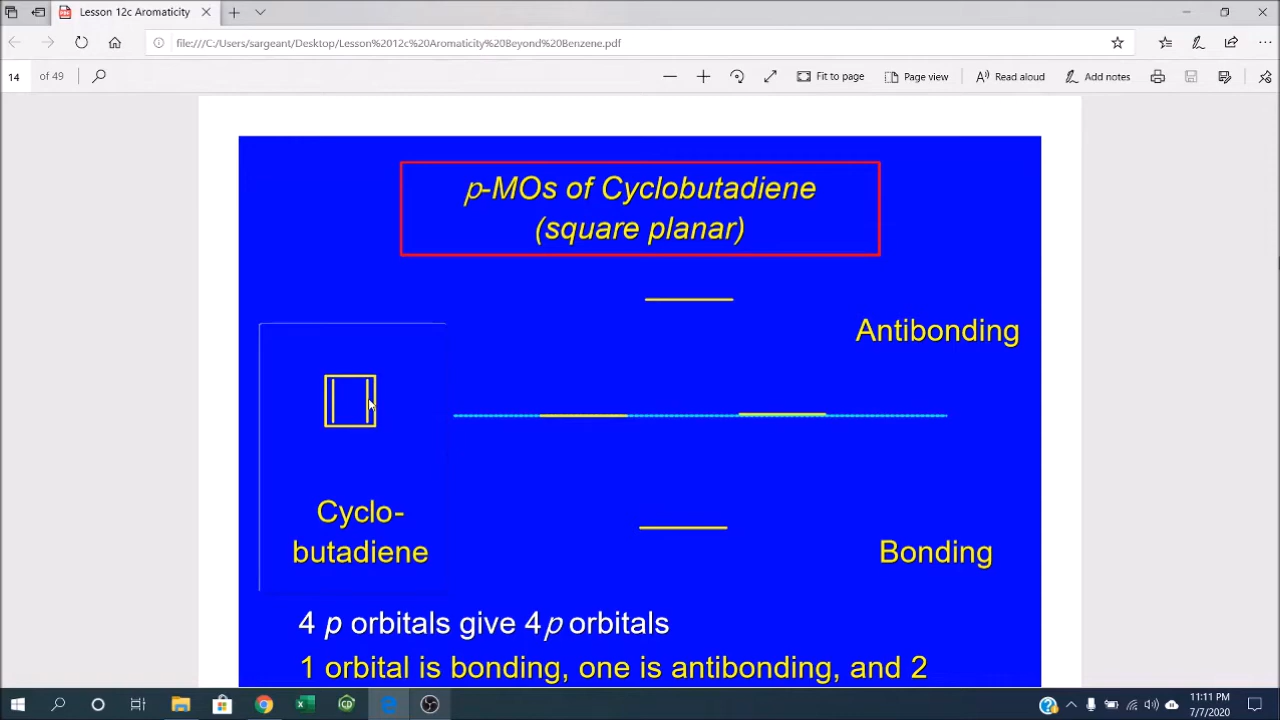 Lesson 12c Aromaticity
file:///C:/Users/sargeant/Desktop/Lesson%2012c%20Aromaticity%20Beyond%20Benzene.pdf
14 of 49
Fit to page
Page view
Read aloud
Add notes
p-MOs of Cyclobutadiene
(square planar)
Antibonding
Cyclo-
butadiene
Bonding
4 p orbitals give 4 p orbitals
1 orbital is bonding, one is antibonding, and 2
11:11 PM
7/7/2020